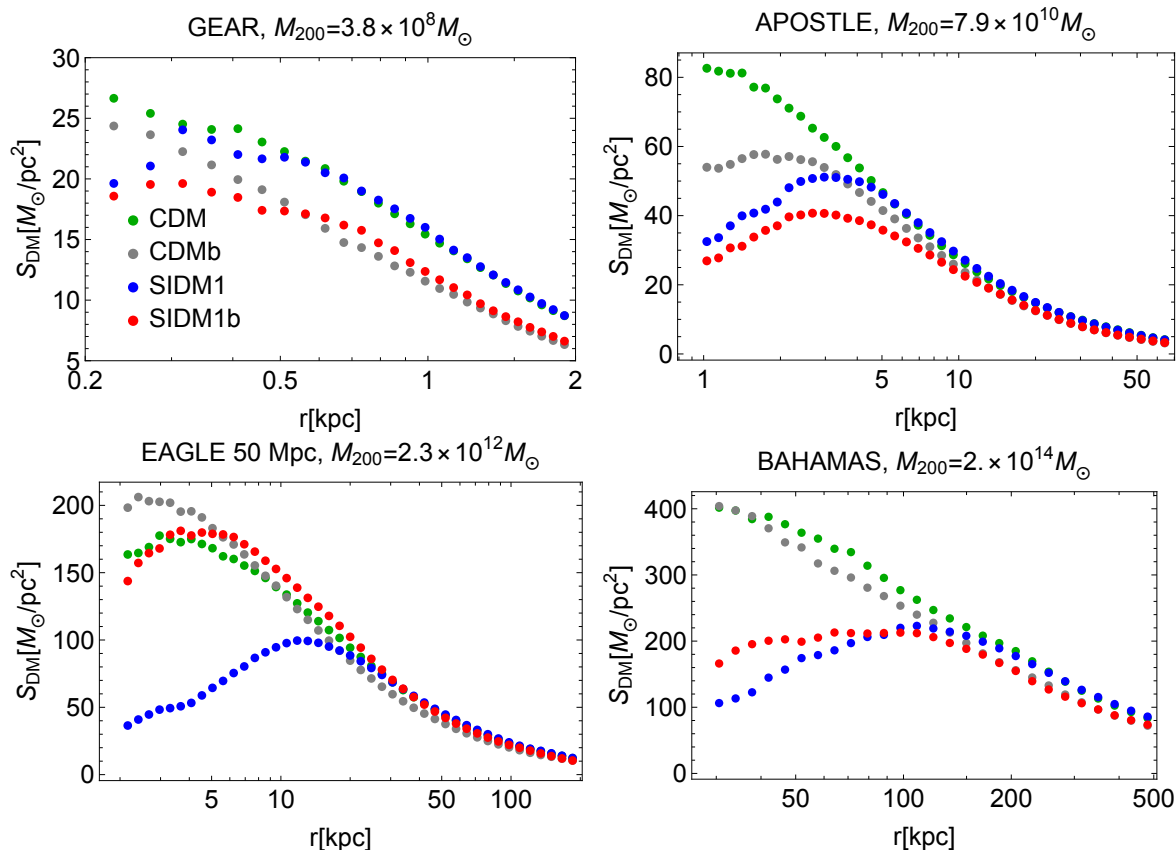 GEAR, M200=3.8×10^8 M⊙
30
25
20
15
10
5
SDM[M⊙/pc²]
CDM
CDMb
SIDM1
SIDM1b
0.2 0.5 1 2
r[kpc]
APOSTLE, M200=7.9×10^10 M⊙
80
60
40
20
0
SDM[M⊙/pc²]
1 5 10 50
r[kpc]
EAGLE 50 Mpc, M200=2.3×10^12 M⊙
200
150
100
50
0
SDM[M⊙/pc²]
5 10 50 100
r[kpc]
BAHAMAS, M200=2.×10^14 M⊙
400
300
200
100
0
SDM[M⊙/pc²]
50 100 200 500
r[kpc]